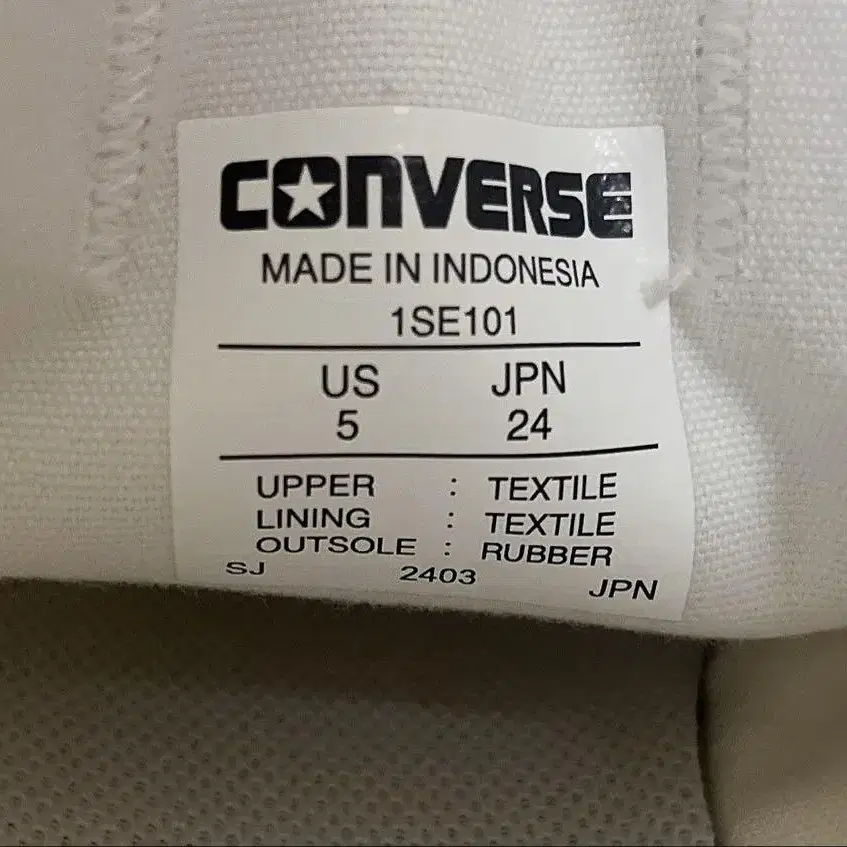 CONVERSE
MADE IN INDONESIA
1SE101
US JPN
5 24
UPPER : TEXTILE
LINING : TEXTILE
OUTSOLE : RUBBER
SJ 2403 JPN